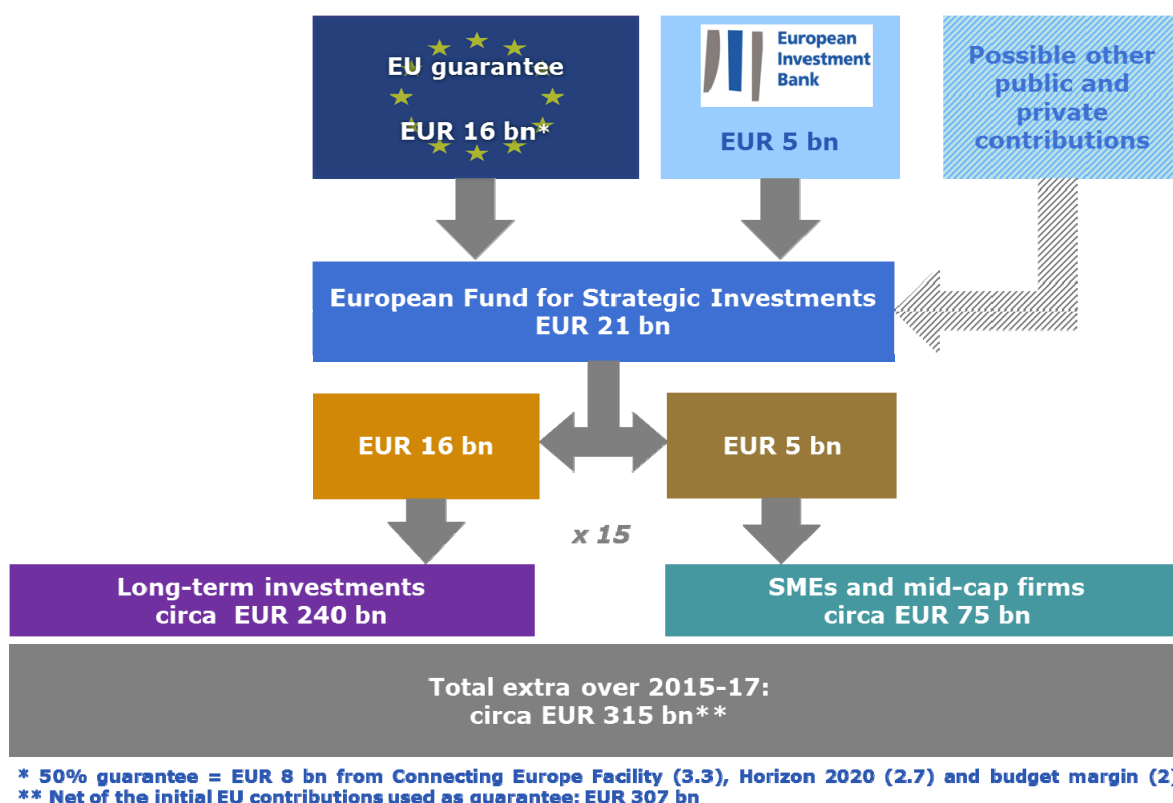 EU guarantee
EUR 16 bn*
European
Investment
Bank
EUR 5 bn
Possible other
public and
private
contributions
European Fund for Strategic Investments
EUR 21 bn
EUR 16 bn
EUR 5 bn
x 15
Long-term investments
circa EUR 240 bn
SMEs and mid-cap firms
circa EUR 75 bn
Total extra over 2015-17:
circa EUR 315 bn**
* 50% guarantee = EUR 8 bn from Connecting Europe Facility (3.3), Horizon 2020 (2.7) and budget margin (2)
** Net of the initial EU contributions used as guarantee: EUR 307 bn